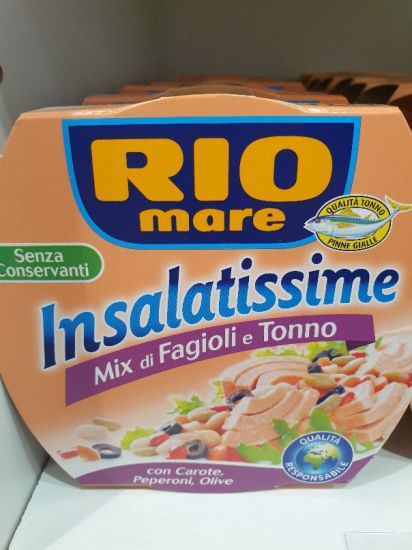 RIO
mare
QUALITÀ TONNO
PINNE GIALLE
Senza
Conservanti
Insalatissime
Mix di Fagioli e Tonno
QUALITÀ
RESPONSABILE
con Carote,
Peperoni, Olive